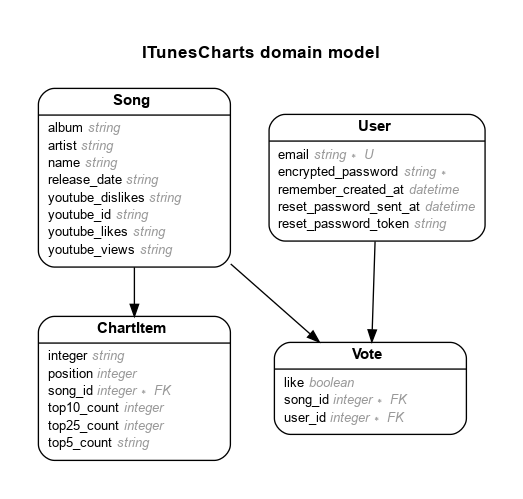 ITunesCharts domain model
Song
album string
artist string
name string
release_date string
youtube_dislikes string
youtube_id string
youtube_likes string
youtube_views string
User
email string ∗ U
encrypted_password string ∗
remember_created_at datetime
reset_password_sent_at datetime
reset_password_token string
ChartItem
integer string
position integer
song_id integer ∗ FK
top10_count integer
top25_count integer
top5_count string
Vote
like boolean
song_id integer ∗ FK
user_id integer ∗ FK